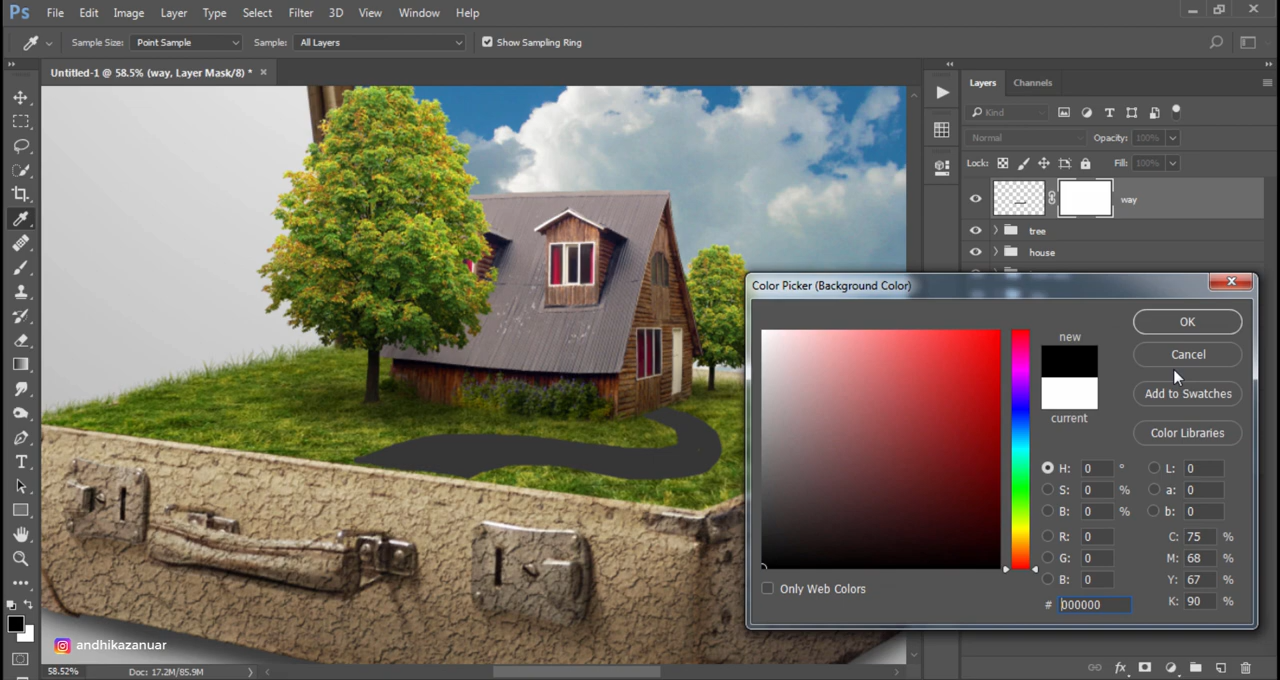 Ps File Edit Image Layer Type Select Filter 3D View Window Help
Sample Size: Point Sample Sample: All Layers Show Sampling Ring
Untitled-1 @ 58.5% (way, Layer Mask/8) * ×
Layers Channels
Kind
Normal Opacity: 100%
Lock: Fill: 100%
way
tree
house
Color Picker (Background Color)
new
current
OK
Cancel
Add to Swatches
Color Libraries
H: 0 ° L: 0
S: 0 % a: 0
B: 0 % b: 0
R: 0 C: 75 %
G: 0 M: 68 %
B: 0 Y: 67 %
# 000000 K: 90 %
Only Web Colors
andhikazanuar
58.52% Doc: 17.2M/85.9M